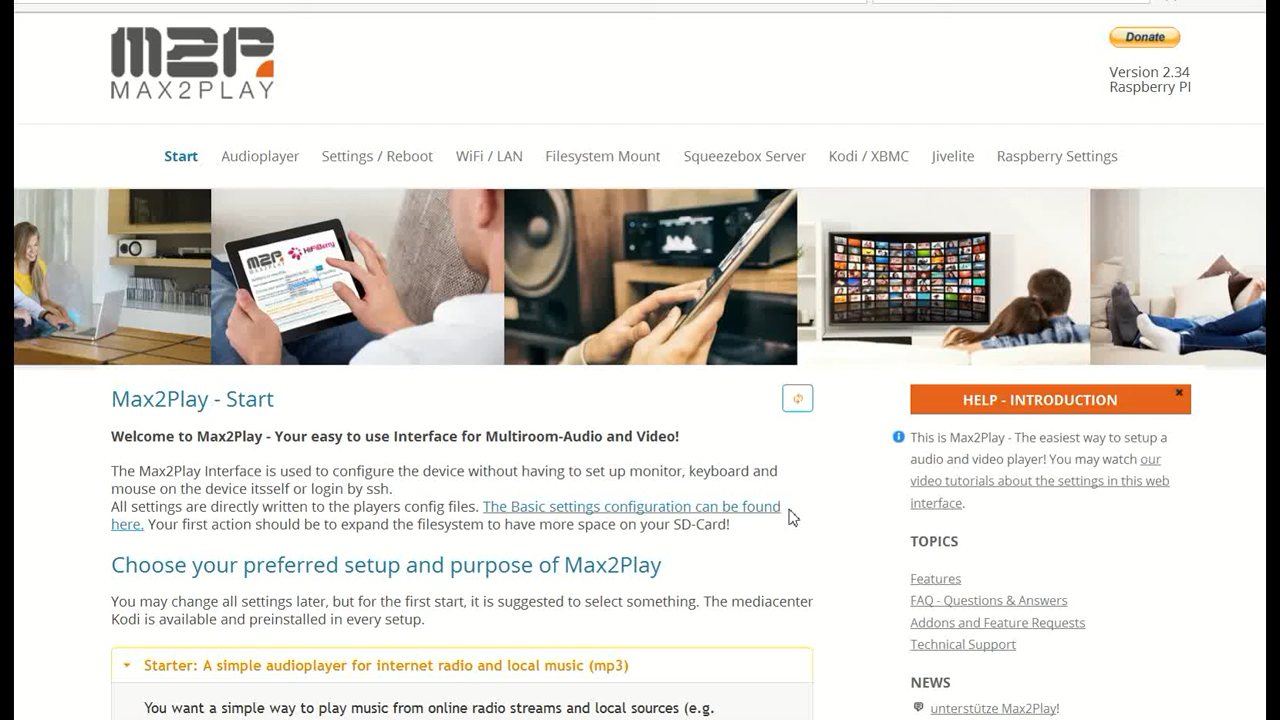 M2P
MAX2PLAY
Donate
Version 2.34
Raspberry PI
Start Audioplayer Settings / Reboot WiFi / LAN Filesystem Mount Squeezebox Server Kodi / XBMC Jivelite Raspberry Settings
M2P
MAX2PLAY
HiFiBerry
Max2Play - Start
Welcome to Max2Play - Your easy to use Interface for Multiroom-Audio and Video!
The Max2Play Interface is used to configure the device without having to set up monitor, keyboard and
mouse on the device itsself or login by ssh.
All settings are directly written to the players config files. The Basic settings configuration can be found
here. Your first action should be to expand the filesystem to have more space on your SD-Card!
Choose your preferred setup and purpose of Max2Play
You may change all settings later, but for the first start, it is suggested to select something. The mediacenter
Kodi is available and preinstalled in every setup.
Starter: A simple audioplayer for internet radio and local music (mp3)
You want a simple way to play music from online radio streams and local sources (e.g.
HELP - INTRODUCTION
This is Max2Play - The easiest way to setup a
audio and video player! You may watch our
video tutorials about the settings in this web
interface.
TOPICS
Features
FAQ - Questions & Answers
Addons and Feature Requests
Technical Support
NEWS
unterstütze Max2Play!